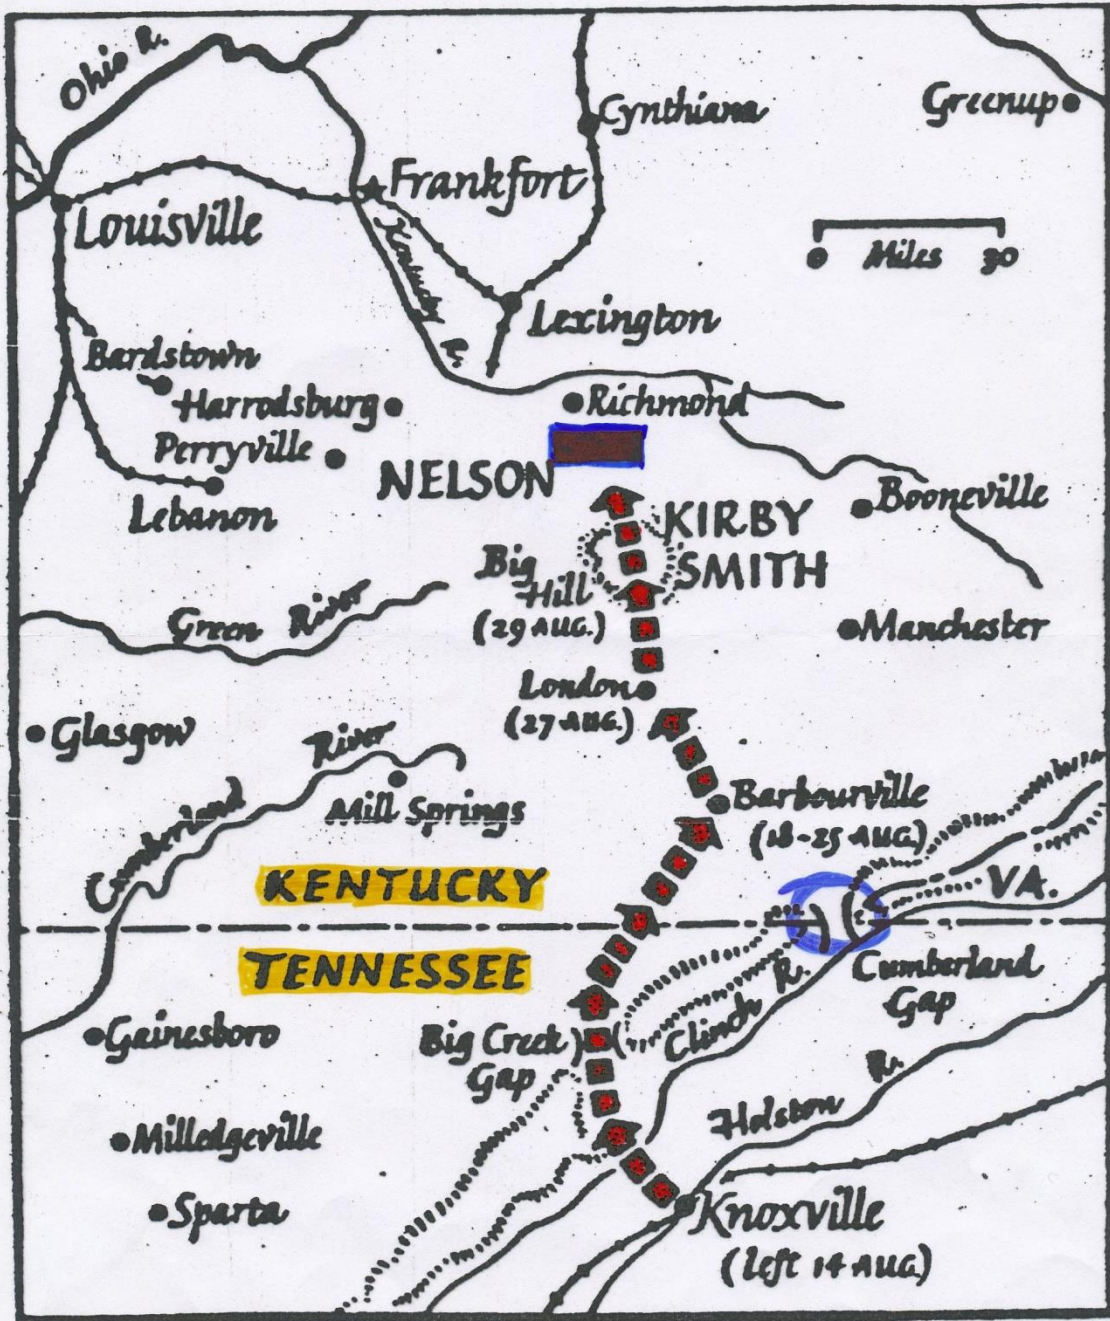 Ohio R.
Cynthiana
Greenup
Frankfort
Louisville
Kentucky R.
0 Miles 30
Lexington
Bardstown
Harrodsburg
Richmond
Perryville
NELSON
Lebanon
Booneville
KIRBY
SMITH
Big
Hill
(29 AUG.)
Green River
Manchester
London
(27 AUG.)
Glasgow
Cumberland River
Mill Springs
Barbourville
(18-25 AUG.)
KENTUCKY
VA.
TENNESSEE
Cumberland
Gap
Clinch R.
Gainesboro
Big Creek
Gap
Holston R.
Milledgeville
Sparta
Knoxville
(left 14 AUG.)